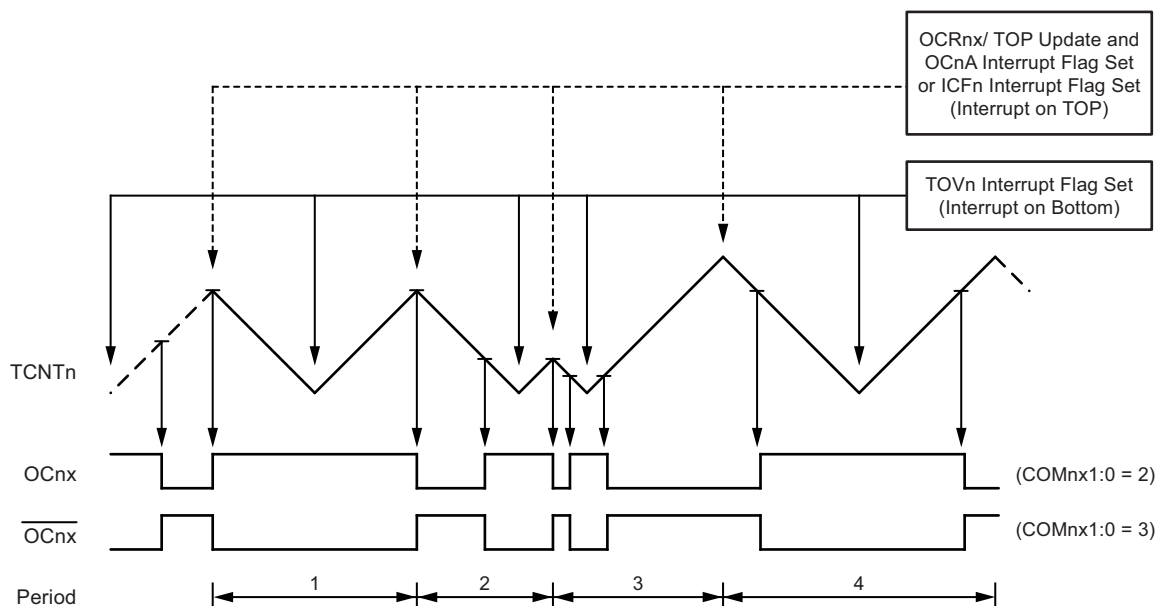 OCRnx/ TOP Update and
OCnA Interrupt Flag Set
or ICFn Interrupt Flag Set
(Interrupt on TOP)
TOVn Interrupt Flag Set
(Interrupt on Bottom)
TCNTn
OCnx
(COMnx1:0 = 2)
OCnx
(COMnx1:0 = 3)
Period
1
2
3
4